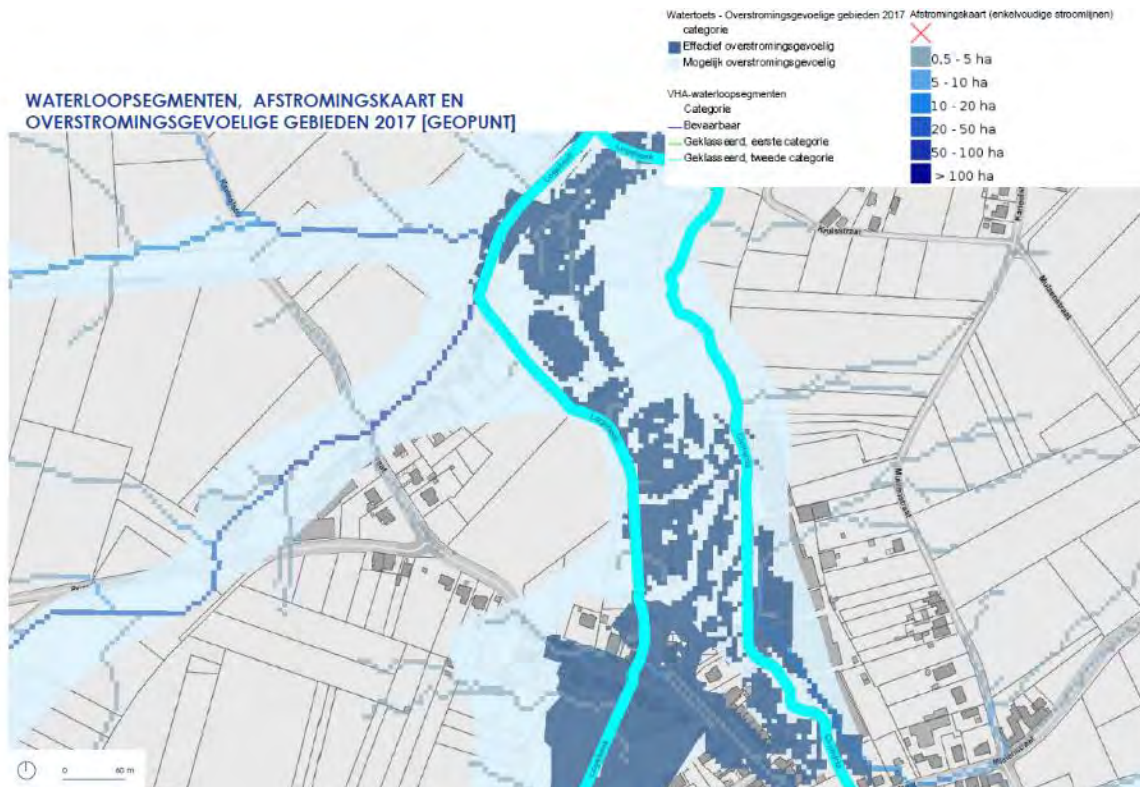 Watertoets - Overstromingsgevoelige gebieden 2017
categorie
Effectief overstromingsgevoelig
Mogelijk overstromingsgevoelig
VHA-waterloopsegmenten
Categorie
Bevaarbaar
Geklasseerd, eerste categorie
Geklasseerd, tweede categorie
Afstromingskaart (enkelvoudige stroomlijnen)
0,5 - 5 ha
5 - 10 ha
10 - 20 ha
20 - 50 ha
50 - 100 ha
> 100 ha
WATERLOOPSEGMENTEN, AFSTROMINGSKAART EN
OVERSTROMINGSGEVOELIGE GEBIEDEN 2017 [GEOPUNT]
Kruisstraat
0
60 m